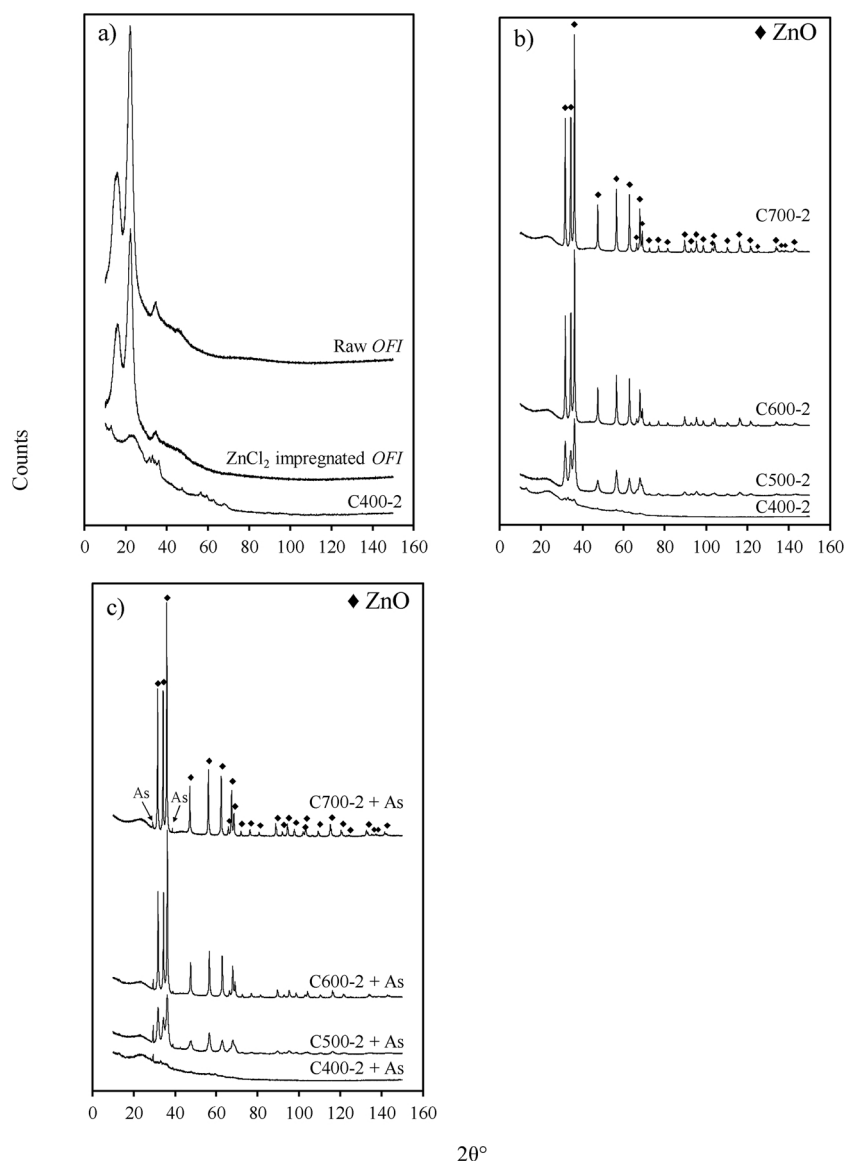 Counts
a)
Raw OFI
ZnCl₂ impregnated OFI
C400-2
0 20 40 60 80 100 120 140 160
b)
♦ ZnO
C700-2
C600-2
C500-2
C400-2
0 20 40 60 80 100 120 140 160
c)
♦ ZnO
As As
C700-2 + As
C600-2 + As
C500-2 + As
C400-2 + As
0 20 40 60 80 100 120 140 160
2θ°